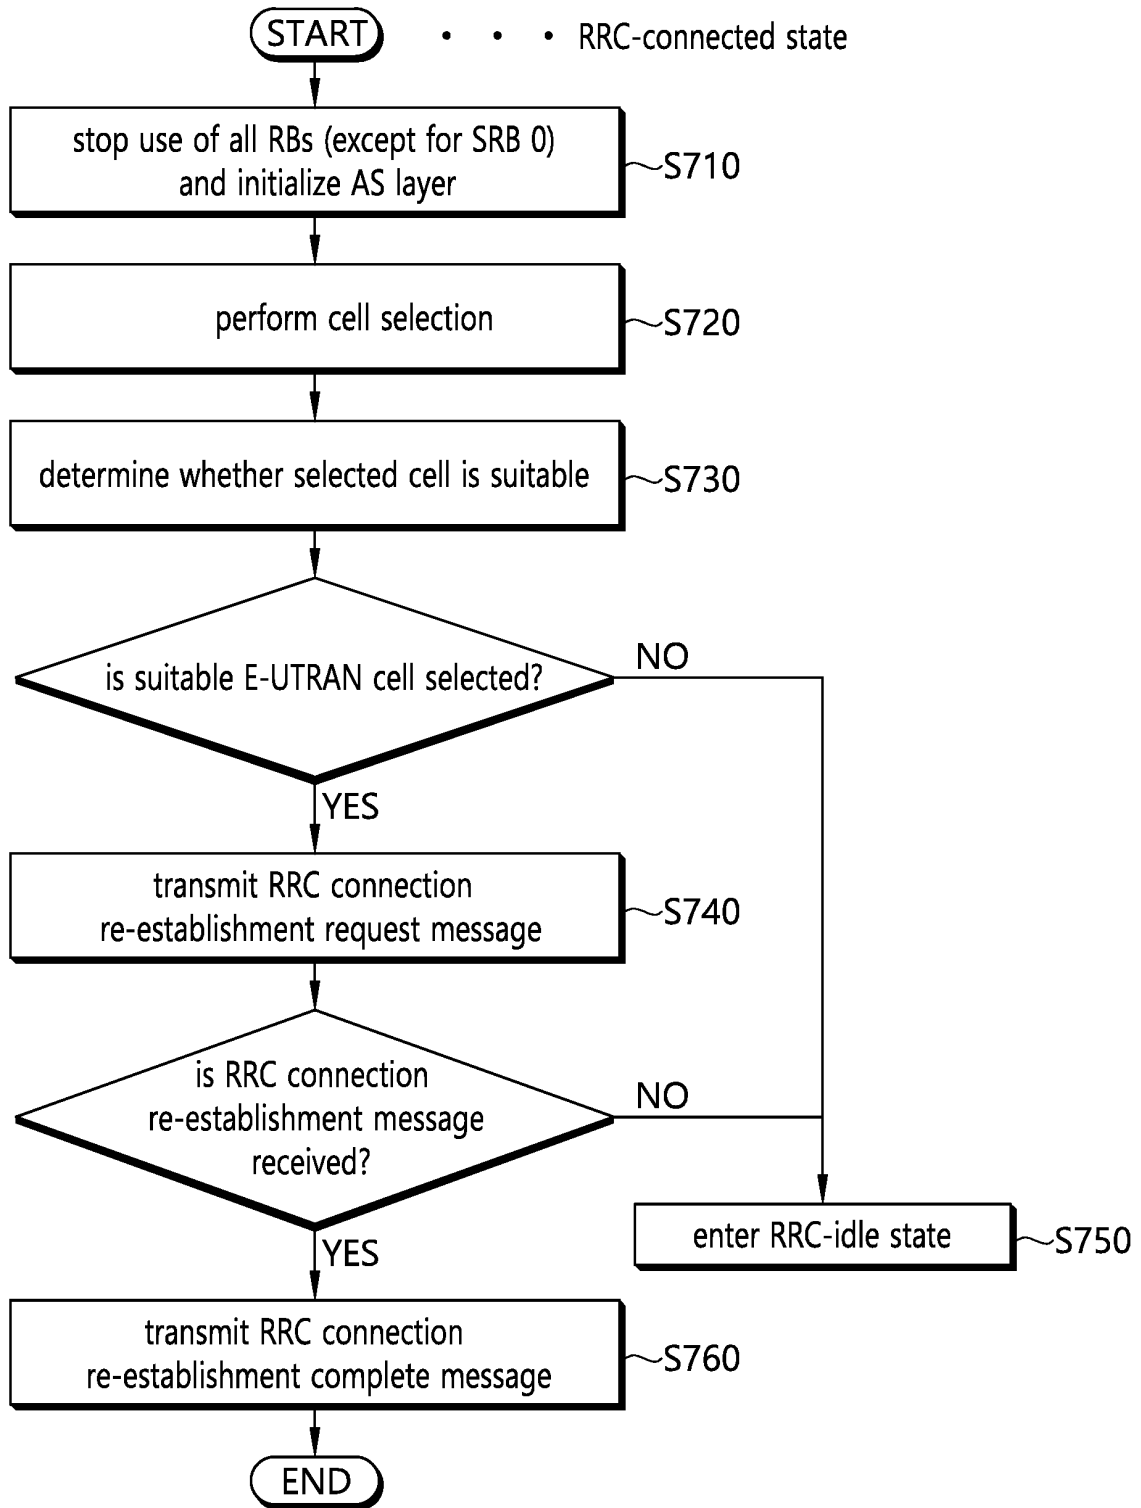 START
• • • RRC-connected state
stop use of all RBs (except for SRB 0)
and initialize AS layer
S710
perform cell selection
S720
determine whether selected cell is suitable
S730
is suitable E-UTRAN cell selected?
NO
YES
transmit RRC connection
re-establishment request message
S740
is RRC connection
re-establishment message
received?
NO
YES
enter RRC-idle state
S750
transmit RRC connection
re-establishment complete message
S760
END